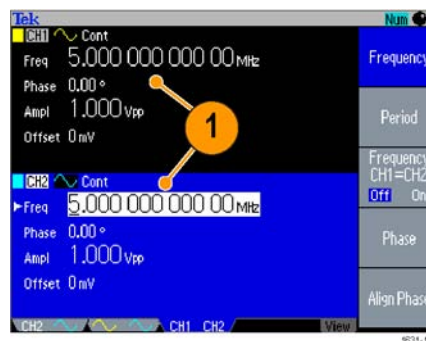 Tek
Num
CH1 Cont
Freq 5.000 000 000 00 MHz
Phase 0.00 °
Ampl 1.000 Vpp
Offset 0 mV
1
CH2 Cont
Freq 5.000 000 000 00 MHz
Phase 0.00 °
Ampl 1.000 Vpp
Offset 0 mV
CH2 CH1 CH2 View
Frequency
Period
Frequency
CH1=CH2
Off On
Phase
Align Phase